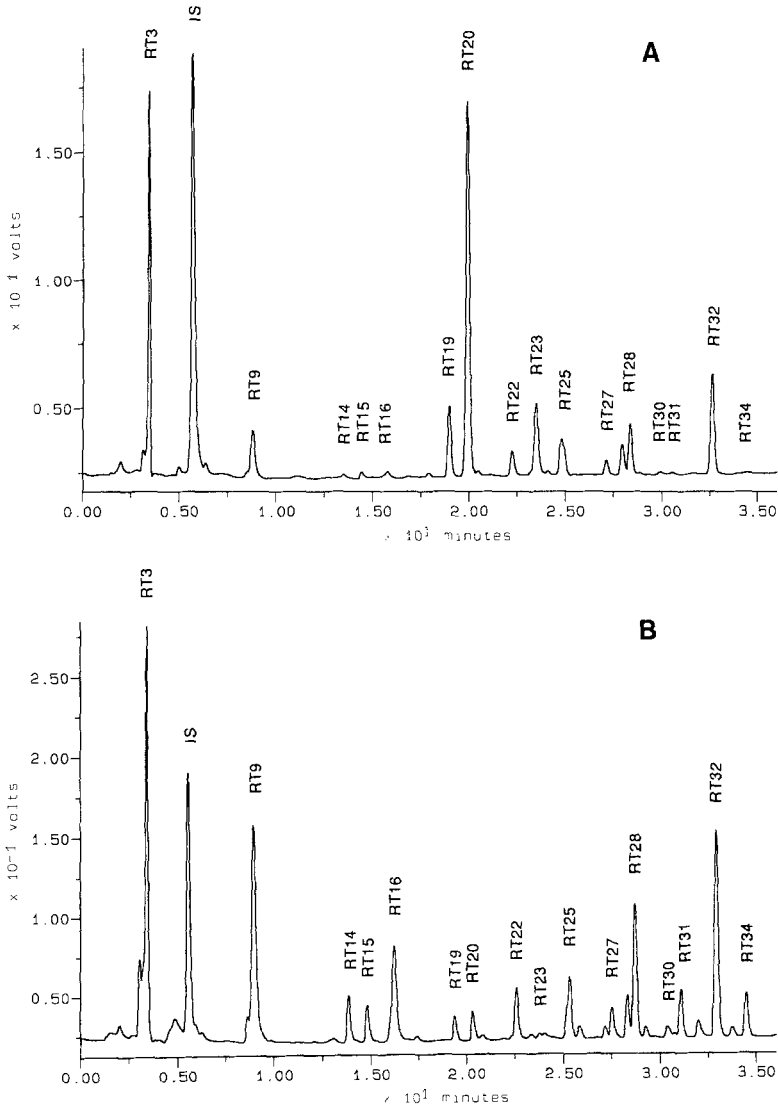 IS
RT3
A
RT20
1.50
1.00
0.50
× 10 1 volts
RT9
RT14
RT15
RT16
RT19
RT22
RT23
RT25
RT27
RT28
RT30
RT31
RT32
RT34
0.00
0.50
1.00
1.50
2.00
2.50
3.00
3.50
× 10¹ minutes
RT3
B
2.50
2.00
1.50
1.00
0.50
× 10-1 volts
IS
RT9
RT14
RT15
RT16
RT19
RT20
RT22
RT23
RT25
RT27
RT28
RT30
RT31
RT32
RT34
0.00
0.50
1.00
1.50
2.00
2.50
3.00
3.50
× 10¹ minutes